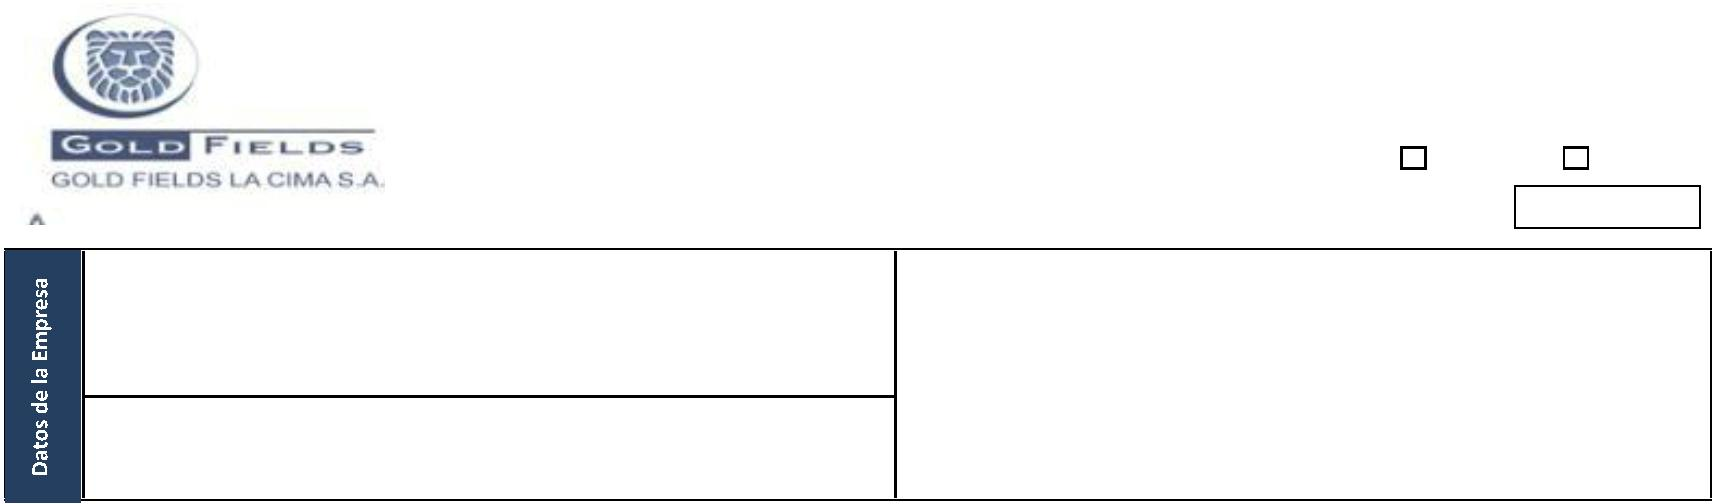 GOLD FIELDS
GOLD FIELDS LA CIMA S.A.
Datos de la Empresa